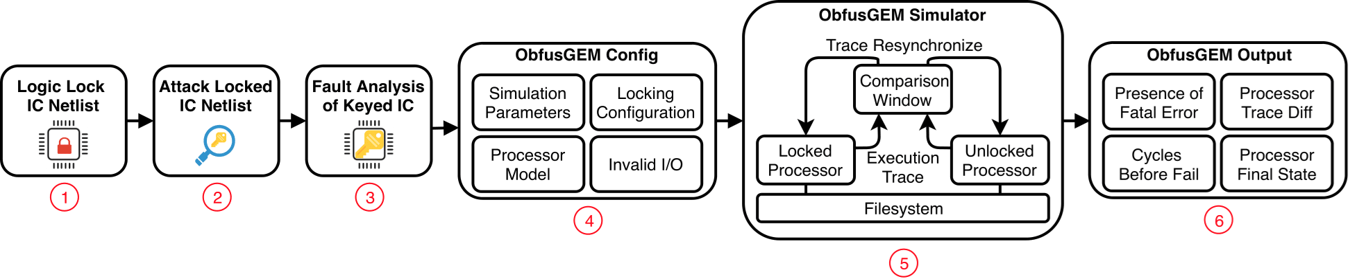 Logic Lock
IC Netlist
1
Attack Locked
IC Netlist
2
Fault Analysis
of Keyed IC
3
ObfusGEM Config
Simulation
Parameters
Locking
Configuration
Processor
Model
Invalid I/O
4
ObfusGEM Simulator
Trace Resynchronize
Comparison
Window
Locked
Processor
Execution
Trace
Unlocked
Processor
Filesystem
5
ObfusGEM Output
Presence of
Fatal Error
Processor
Trace Diff
Cycles
Before Fail
Processor
Final State
6